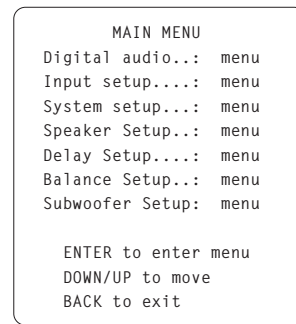 MAIN MENU
Digital audio..: menu
Input setup....: menu
System setup...: menu
Speaker Setup..: menu
Delay Setup....: menu
Balance Setup..: menu
Subwoofer Setup: menu
ENTER to enter menu
DOWN/UP to move
BACK to exit